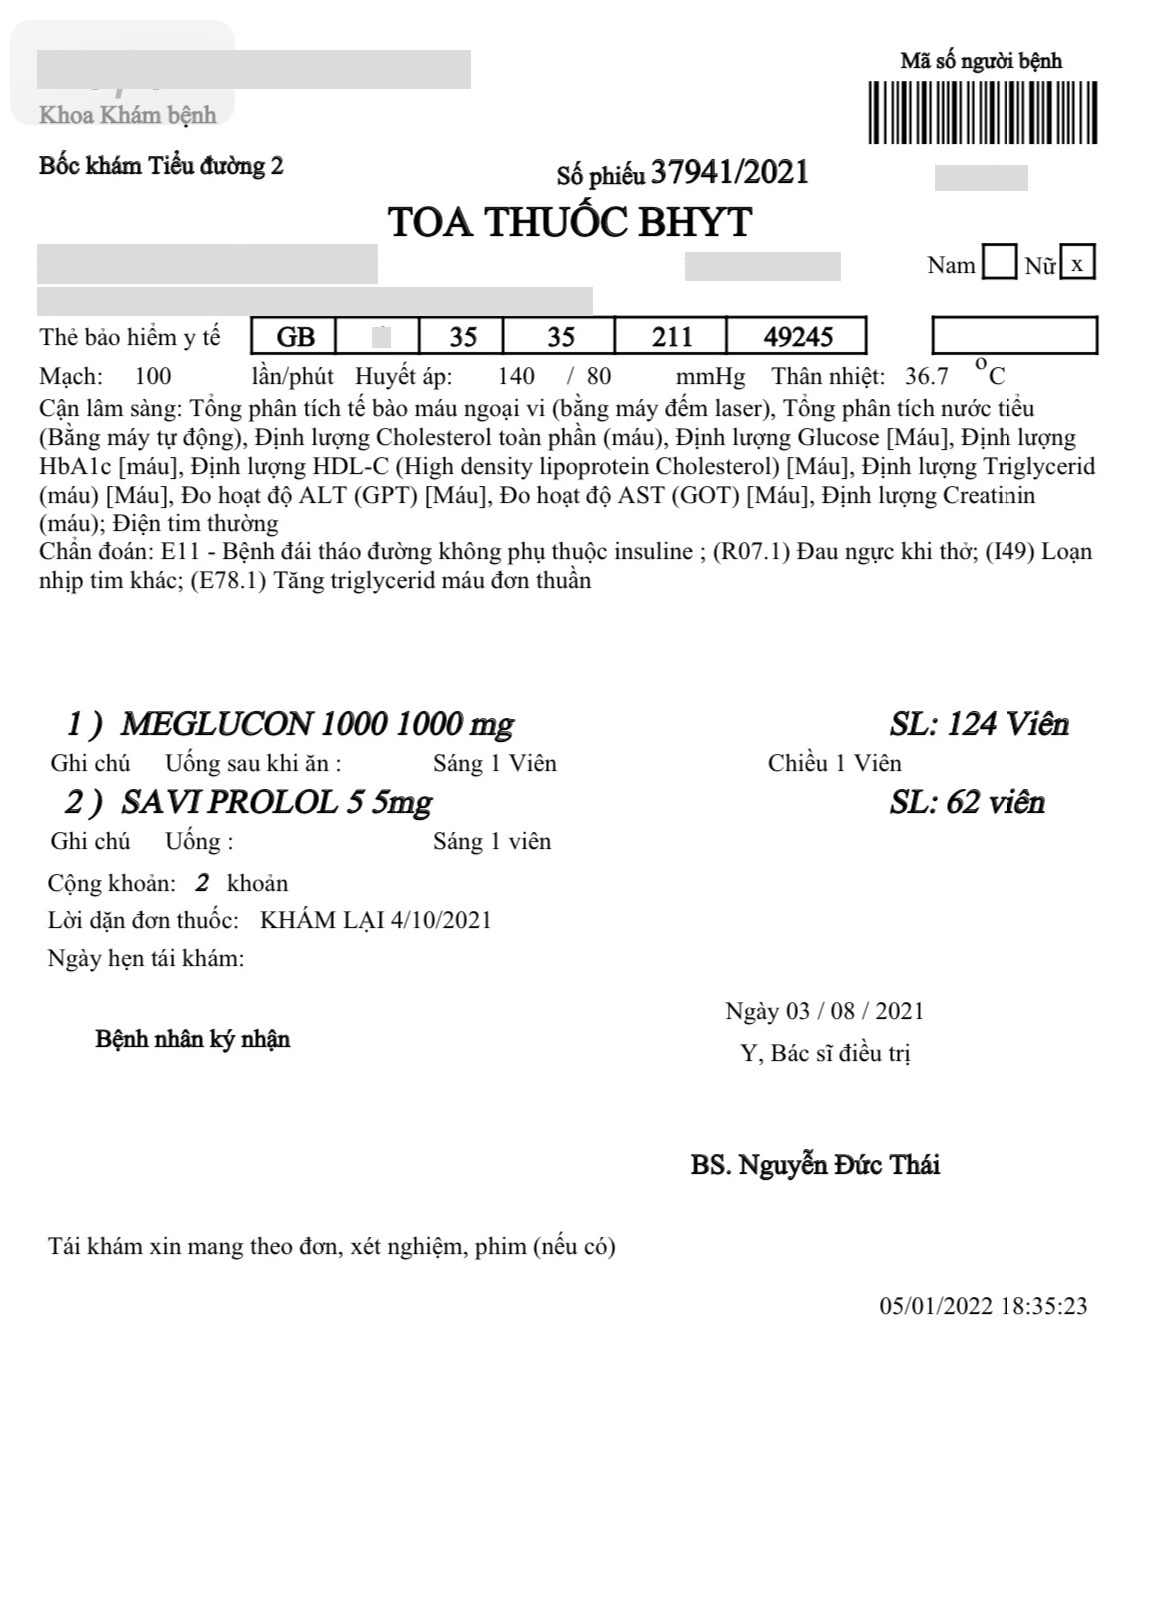 Mã số người bệnh
Khoa Khám bệnh
Bốc khám Tiểu đường 2
Số phiếu 37941/2021
TOA THUỐC BHYT
Nam Nữ x
Thẻ bảo hiểm y tế GB 35 35 211 49245
Mạch: 100 lần/phút Huyết áp: 140 / 80 mmHg Thân nhiệt: 36.7 °C
Cận lâm sàng: Tổng phân tích tế bào máu ngoại vi (bằng máy đếm laser), Tổng phân tích nước tiểu
(Bằng máy tự động), Định lượng Cholesterol toàn phần (máu), Định lượng Glucose [Máu], Định lượng
HbA1c [máu], Định lượng HDL-C (High density lipoprotein Cholesterol) [Máu], Định lượng Triglycerid
(máu) [Máu], Đo hoạt độ ALT (GPT) [Máu], Đo hoạt độ AST (GOT) [Máu], Định lượng Creatinin
(máu); Điện tim thường
Chẩn đoán: E11 - Bệnh đái tháo đường không phụ thuộc insuline ; (R07.1) Đau ngực khi thở; (I49) Loạn
nhịp tim khác; (E78.1) Tăng triglycerid máu đơn thuần
1 ) MEGLUCON 1000 1000 mg SL: 124 Viên
Ghi chú Uống sau khi ăn : Sáng 1 Viên Chiều 1 Viên
2 ) SAVI PROLOL 5 5mg SL: 62 viên
Ghi chú Uống : Sáng 1 viên
Cộng khoản: 2 khoản
Lời dặn đơn thuốc: KHÁM LẠI 4/10/2021
Ngày hẹn tái khám:
Ngày 03 / 08 / 2021
Bệnh nhân ký nhận
Y, Bác sĩ điều trị
BS. Nguyễn Đức Thái
Tái khám xin mang theo đơn, xét nghiệm, phim (nếu có)
05/01/2022 18:35:23